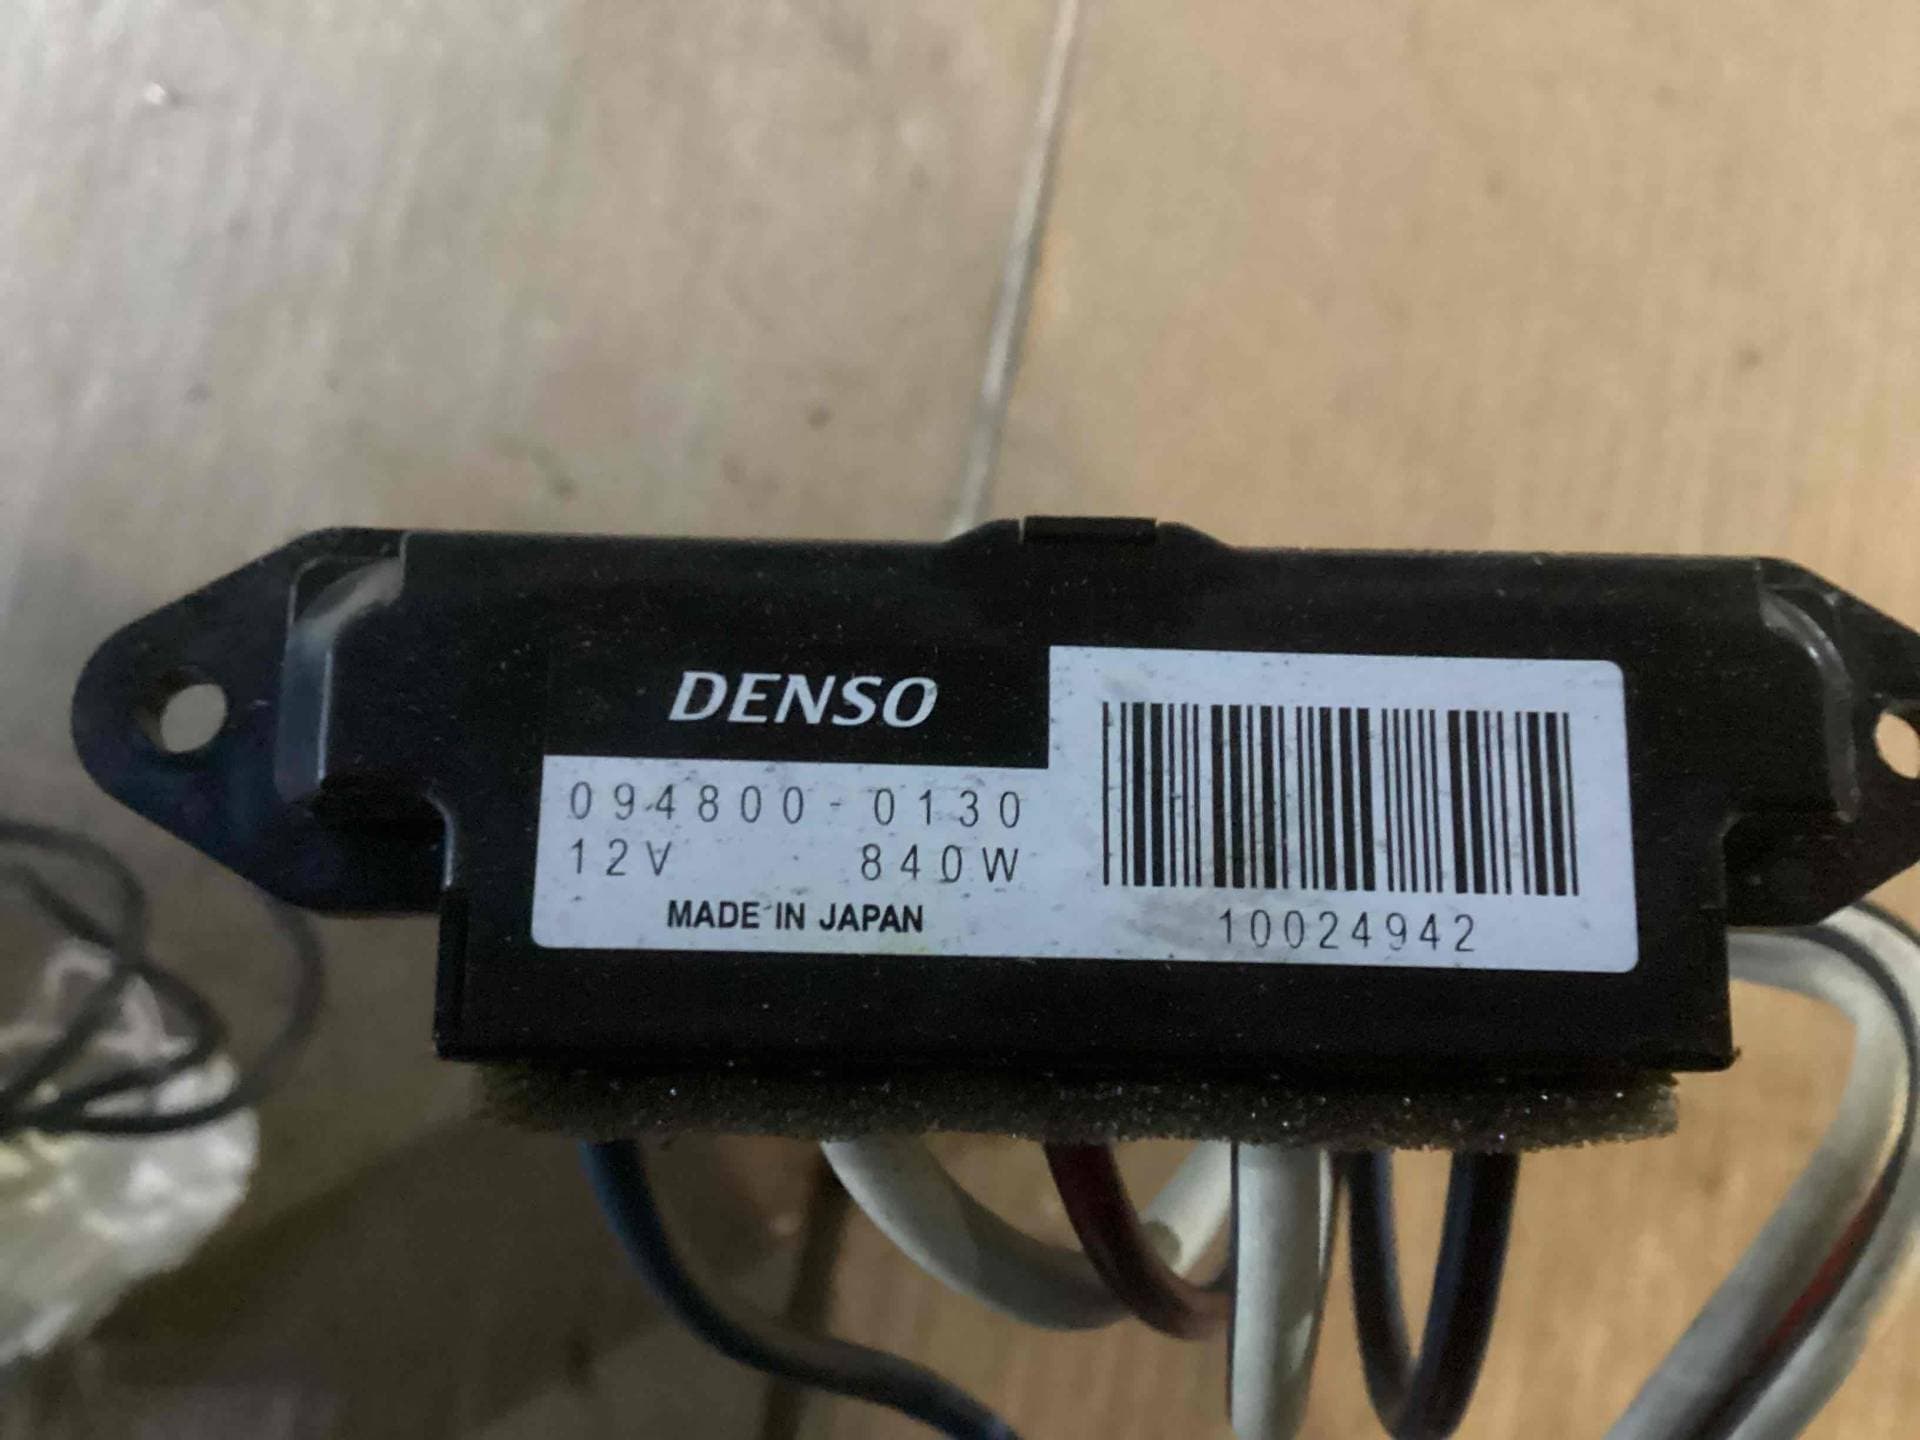 DENSO
094800-0130
12V 840W
MADE IN JAPAN
10024942